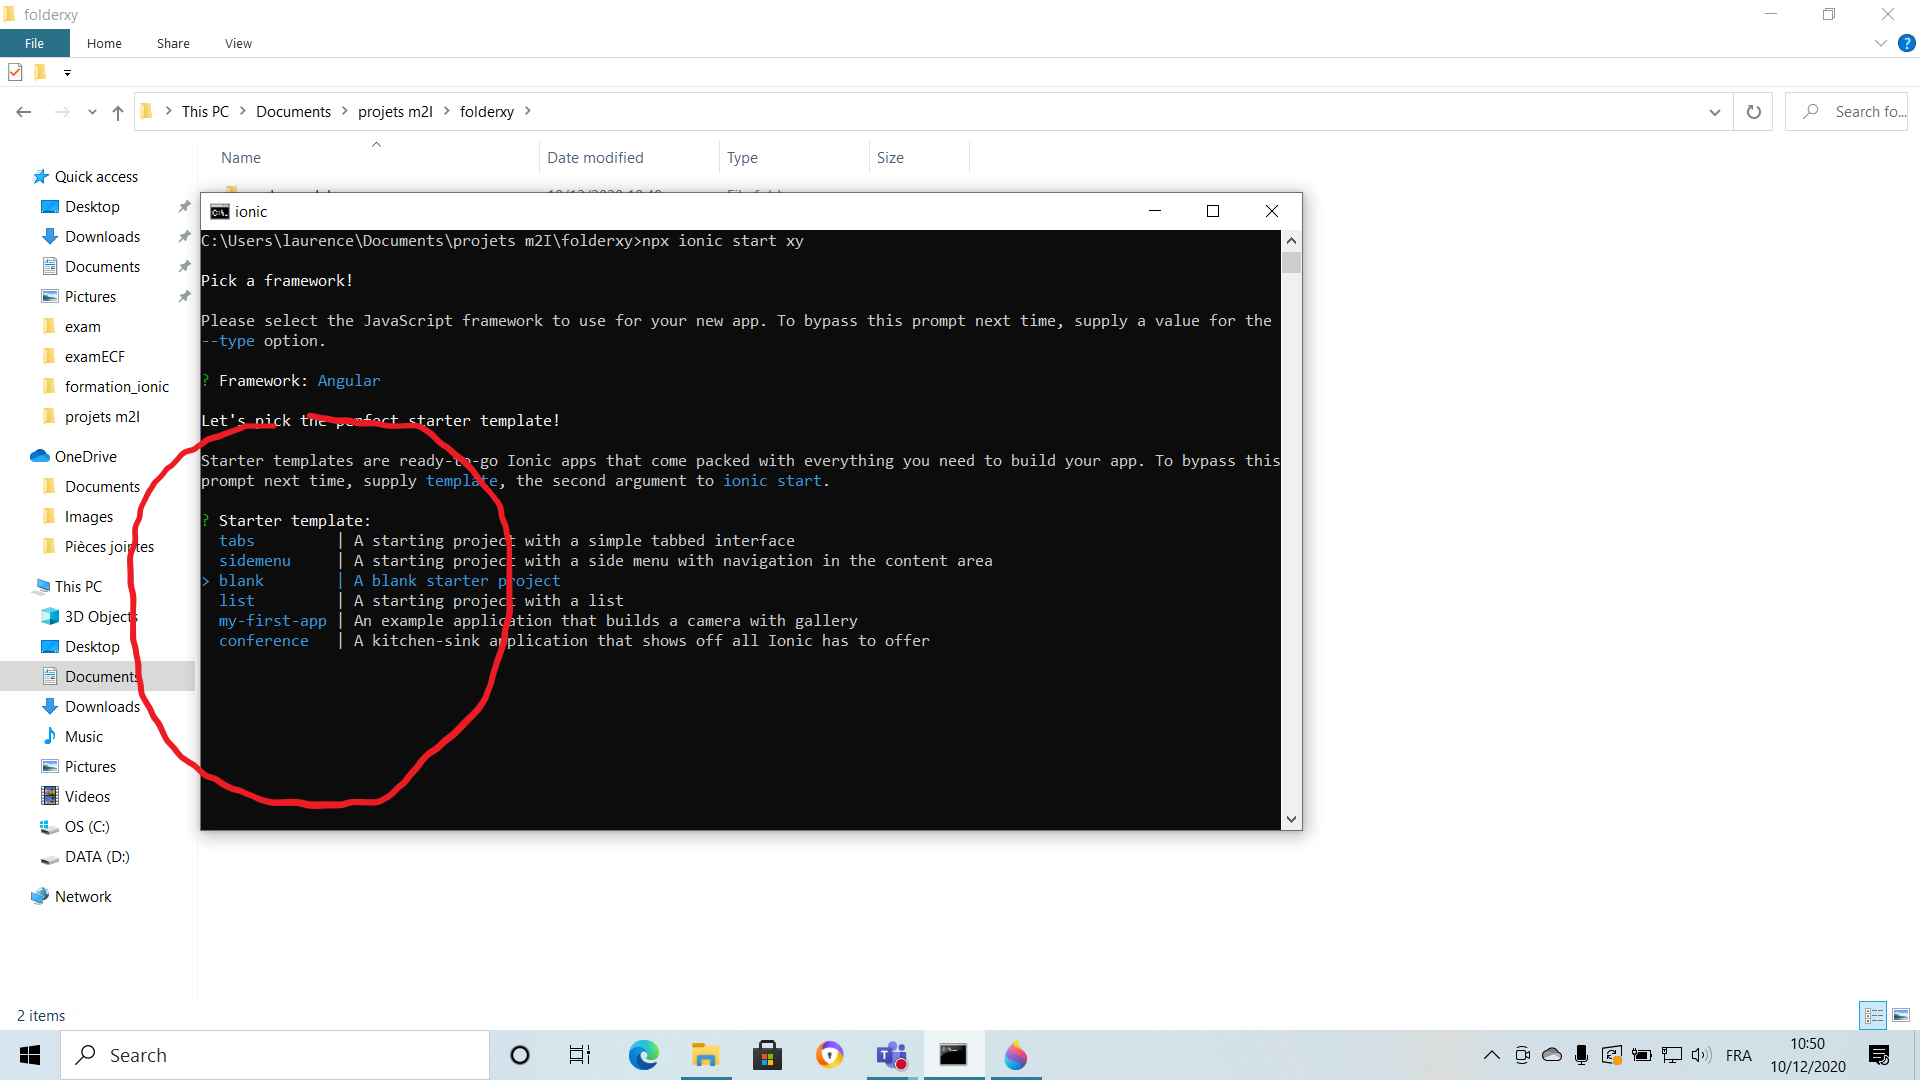 folderxy
File Home Share View
This PC Documents projets m2I folderxy
Search fo...
Name Date modified Type Size
Quick access
Desktop
Downloads
Documents
Pictures
exam
examECF
formation_ionic
projets m2I
OneDrive
Documents
Images
Pièces jointes
This PC
3D Objects
Desktop
Documents
Downloads
Music
Pictures
Videos
OS (C:)
DATA (D:)
Network
ionic
C:\Users\laurence\Documents\projets m2I\folderxy>npx ionic start xy
Pick a framework!
Please select the JavaScript framework to use for your new app. To bypass this prompt next time, supply a value for the
--type option.
? Framework: Angular
Let's pick the perfect starter template!
Starter templates are ready-to-go Ionic apps that come packed with everything you need to build your app. To bypass this
prompt next time, supply template, the second argument to ionic start.
? Starter template:
tabs | A starting project with a simple tabbed interface
sidemenu | A starting project with a side menu with navigation in the content area
> blank | A blank starter project
list | A starting project with a list
my-first-app | An example application that builds a camera with gallery
conference | A kitchen-sink application that shows off all Ionic has to offer
2 items
Search
FRA
10:50
10/12/2020